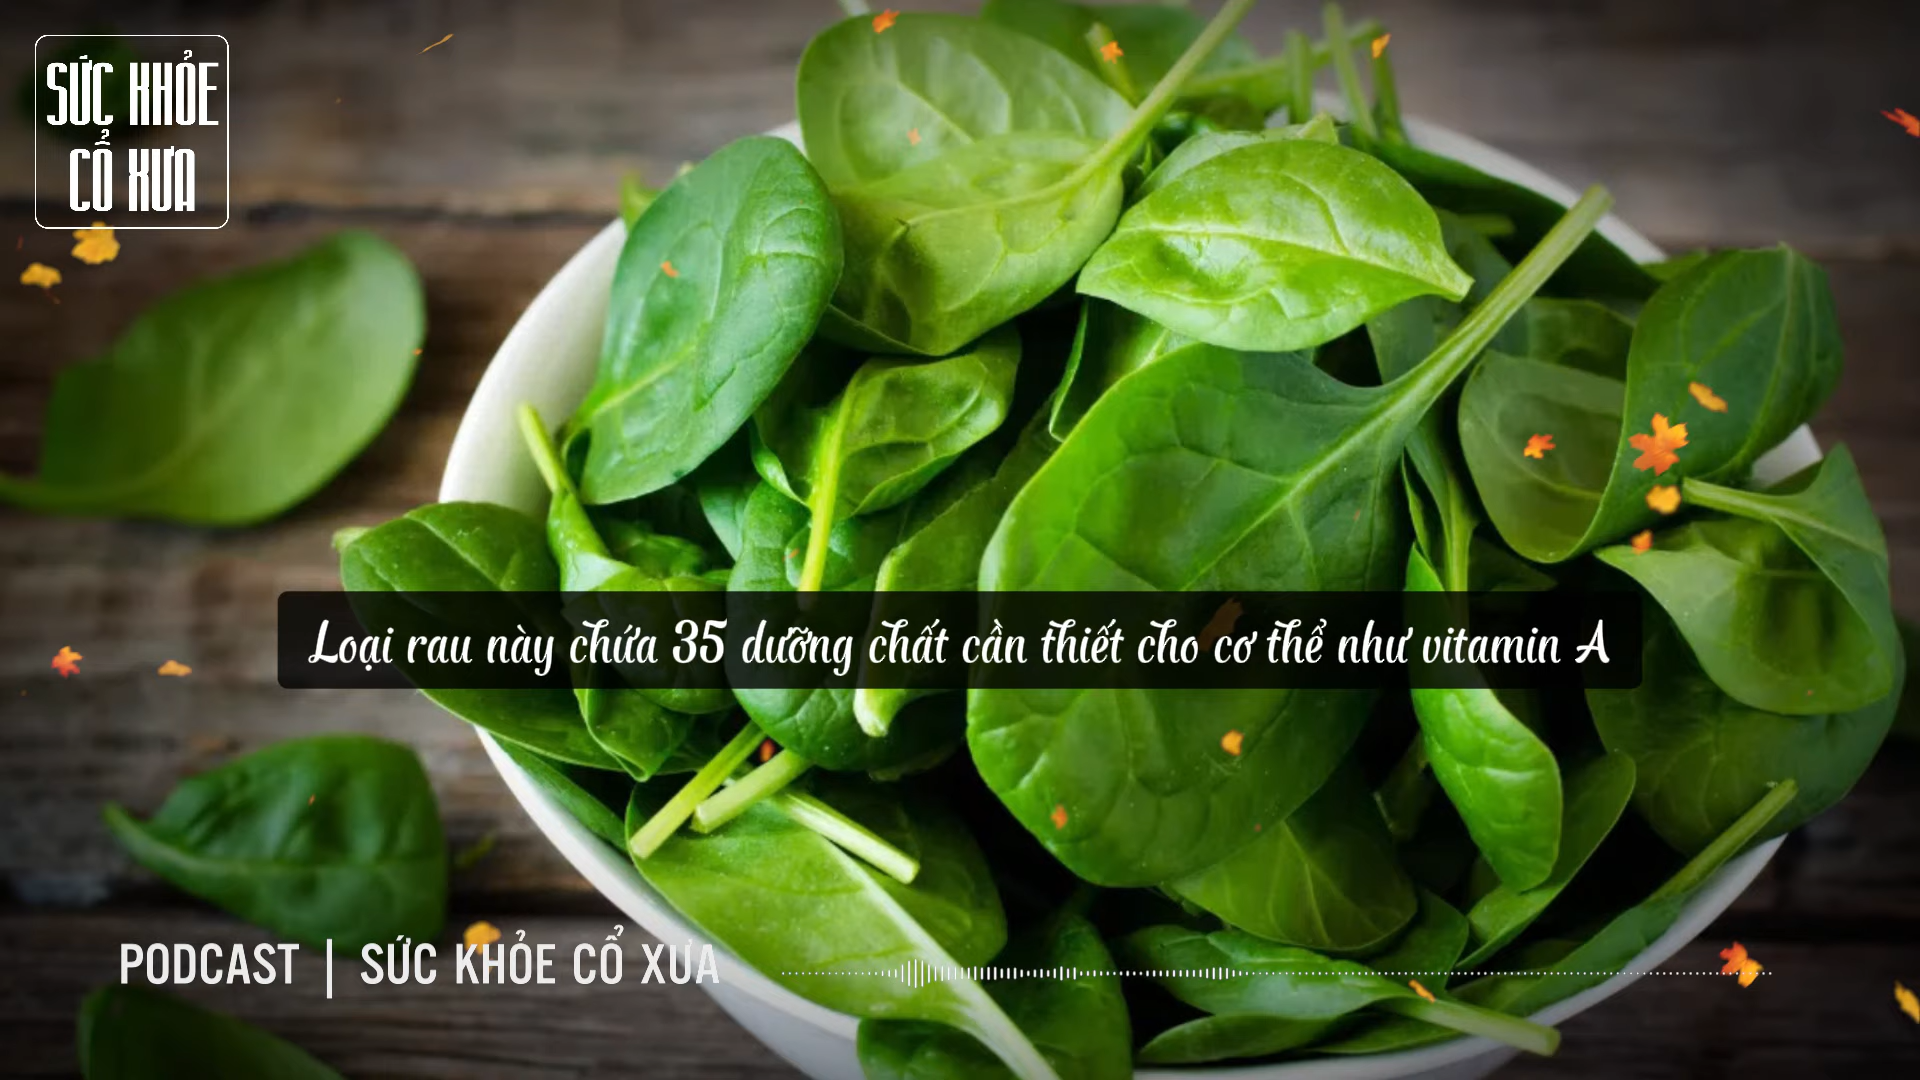 SỨC KHỎE
CỔ XƯA
Loại rau này chứa 35 dưỡng chất cần thiết cho cơ thể như vitamin A
PODCAST | SỨC KHỎE CỔ XƯA